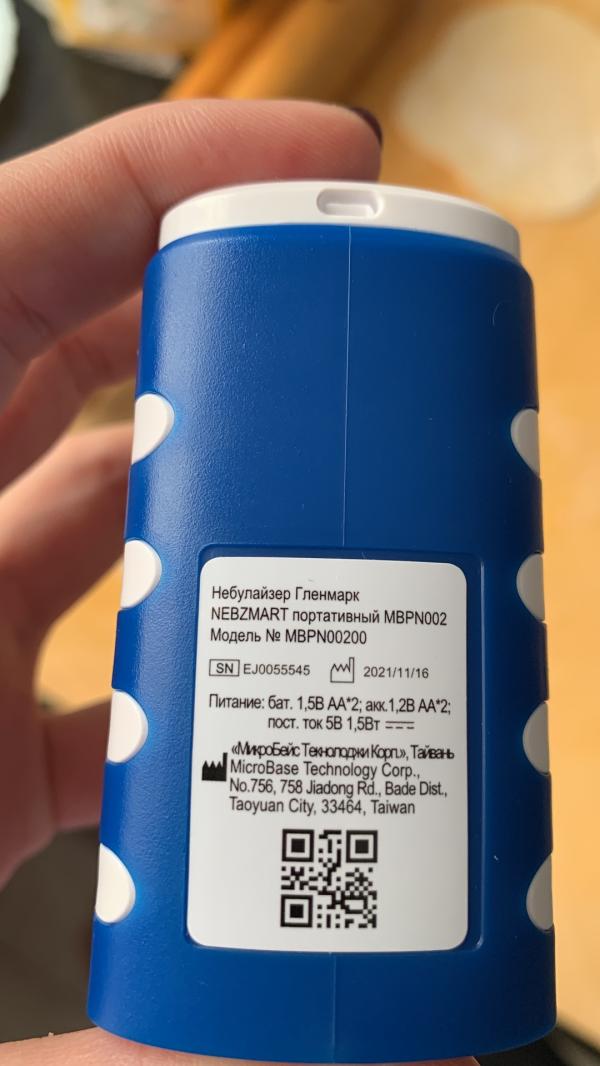 Небулайзер Гленмарк
NEBZMART портативный MBPN002
Модель № MBPN00200
SN EJ0055545 2021/11/16
Питание: бат. 1,5В АА*2; акк.1,2В АА*2;
пост. ток 5В 1,5Вт
«МикроБейс Текнолоджи Корп.», Тайвань
MicroBase Technology Corp.,
No.756, 758 Jiadong Rd., Bade Dist.,
Taoyuan City, 33464, Taiwan